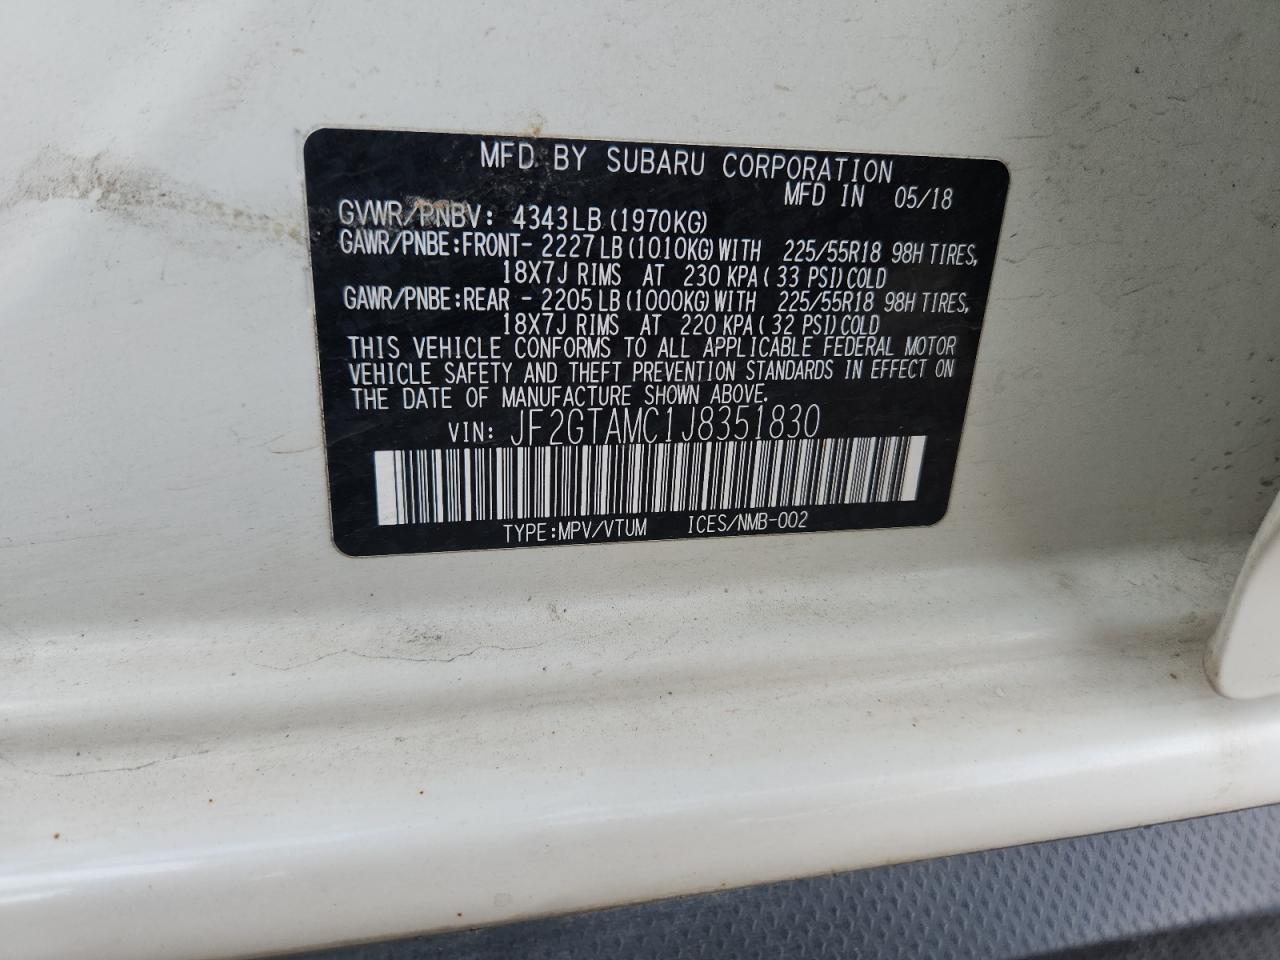 MFD BY SUBARU CORPORATION
MFD IN 05/18
GVWR/PNBV: 4343LB(1970KG)
GAWR/PNBE:FRONT- 2227LB(1010KG)WITH 225/55R18 98H TIRES,
18X7J RIMS AT 230 KPA( 33 PSI)COLD
GAWR/PNBE:REAR - 2205LB(1000KG)WITH 225/55R18 98H TIRES,
18X7J RIMS AT 220 KPA( 32 PSI)COLD
THIS VEHICLE CONFORMS TO ALL APPLICABLE FEDERAL MOTOR
VEHICLE SAFETY AND THEFT PREVENTION STANDARDS IN EFFECT ON
THE DATE OF MANUFACTURE SHOWN ABOVE.
VIN: JF2GTAMC1J8351830
TYPE:MPV/VTUM ICES/NMB-002